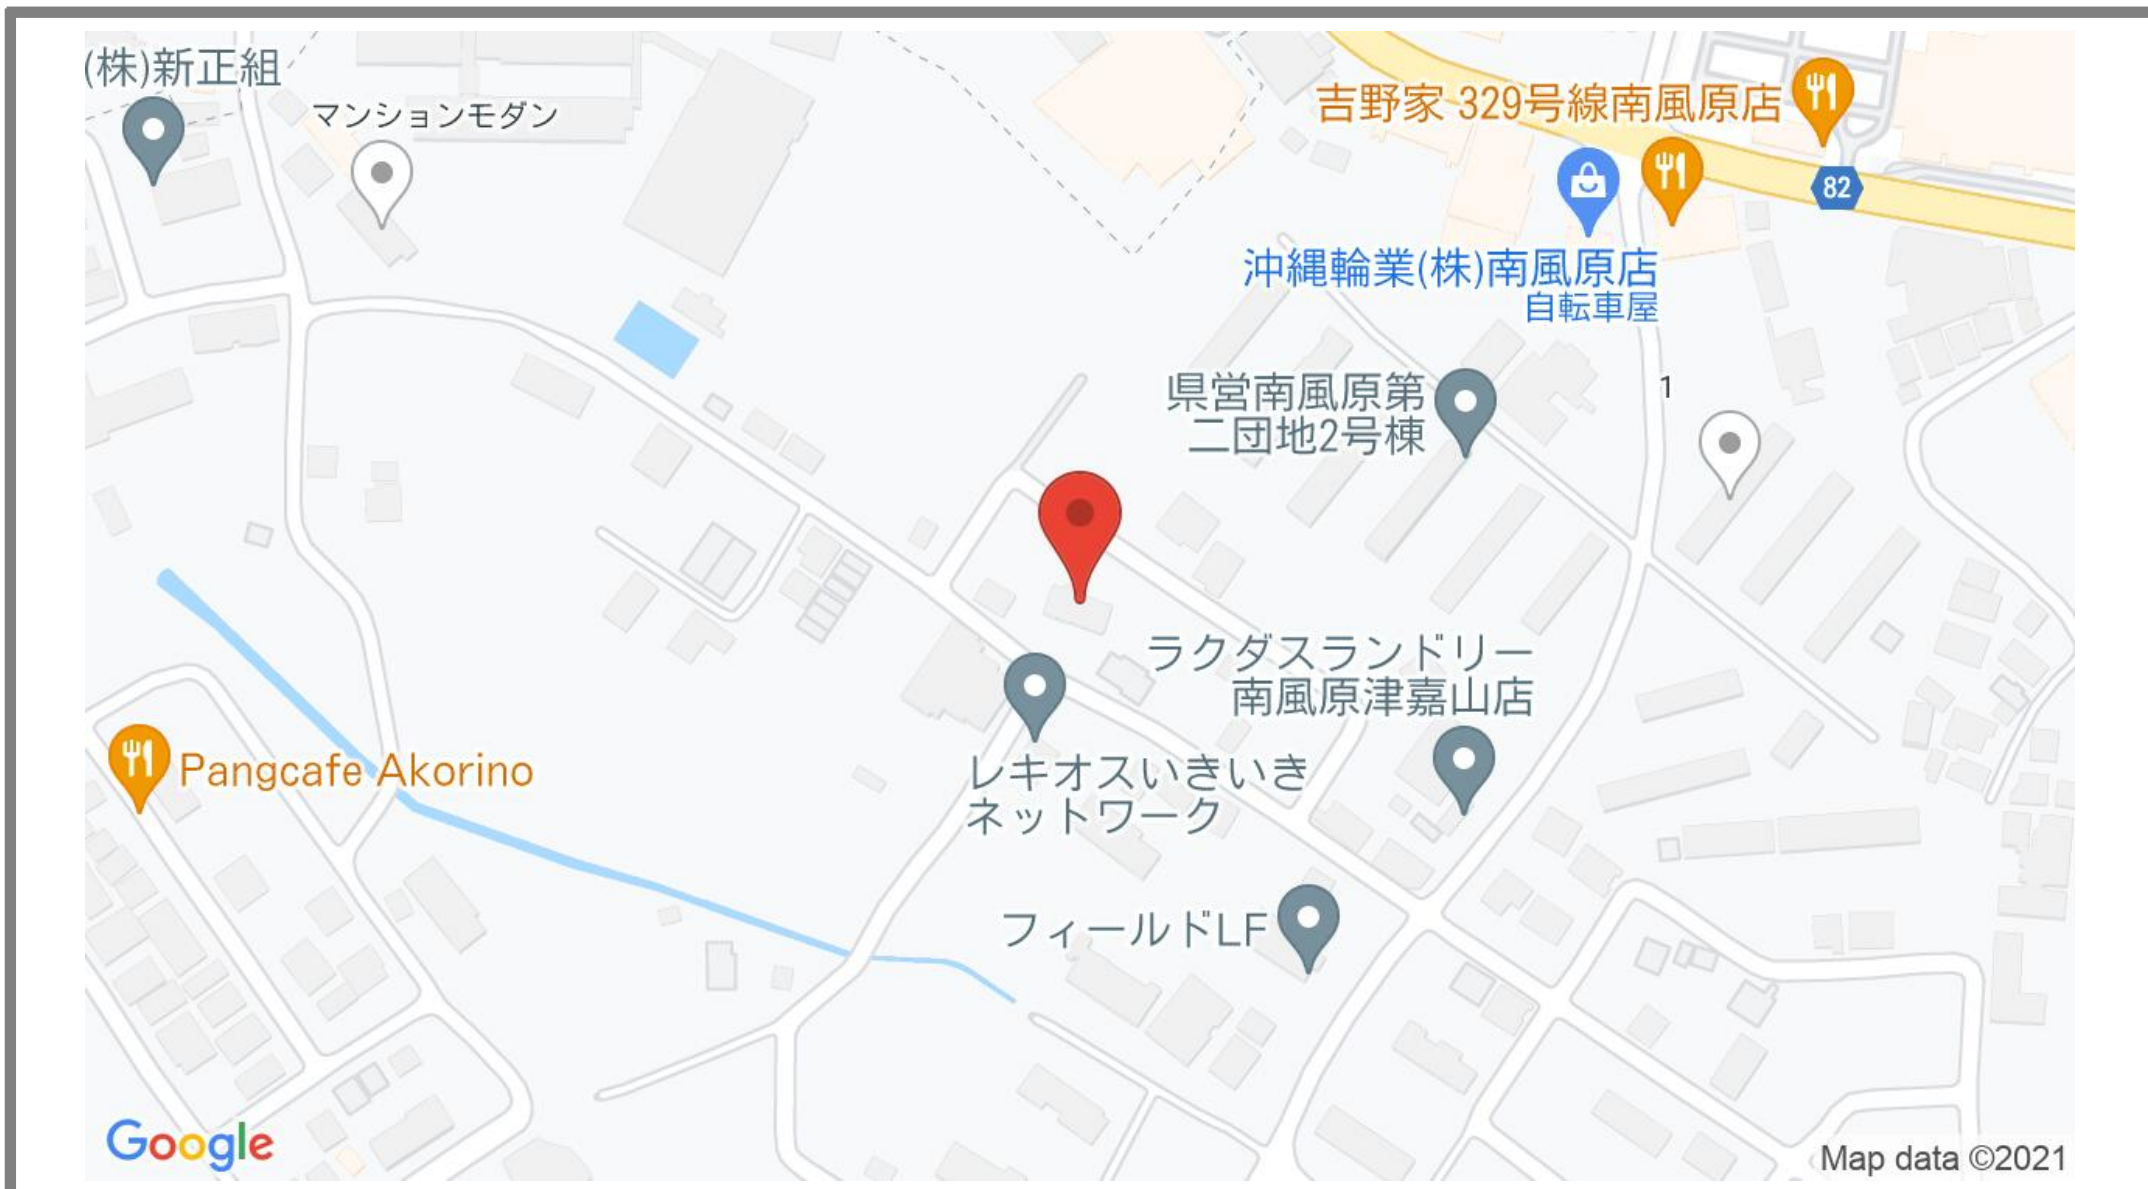 (株)新正組
マンションモダン
吉野家 329号線南風原店
82
沖縄輪業(株)南風原店
自転車屋
県営南風原第
二団地2号棟
1
ラクダスランドリー
南風原津嘉山店
Pangcafe Akorino
レキオスいきいき
ネットワーク
フィールドLF
Google
Map data ©2021